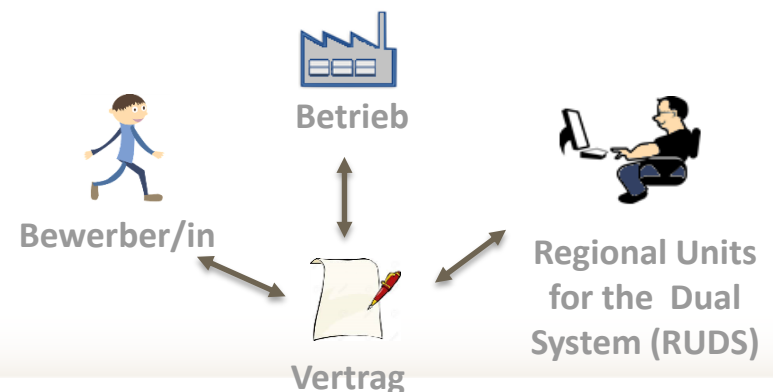 Betrieb
Bewerber/in
Regional Units
for the Dual
System (RUDS)
Vertrag